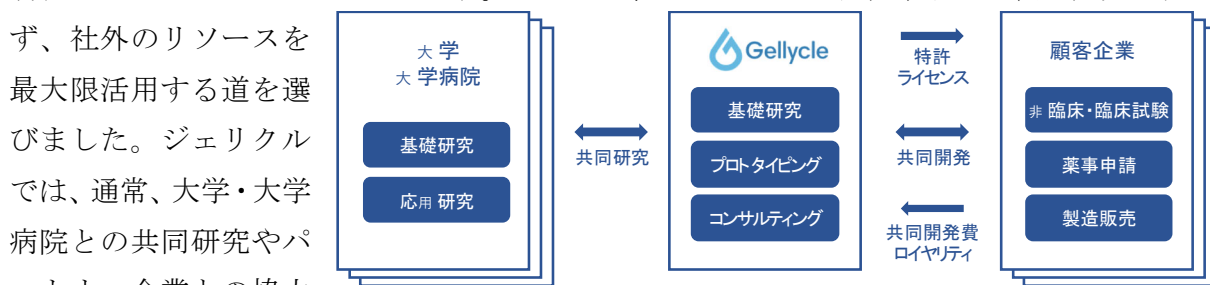 ず、社外のリソースを
最大限活用する道を選
びました。ジェリクル
では、通常、大学・大学
病院との共同研究やパ
大学
大学病院
基礎研究
応用研究
共同研究
Gellycle
基礎研究
プロトタイピング
コンサルティング
特許
ライセンス
共同開発
共同開発費
ロイヤリティ
顧客企業
非臨床・臨床試験
薬事申請
製造販売